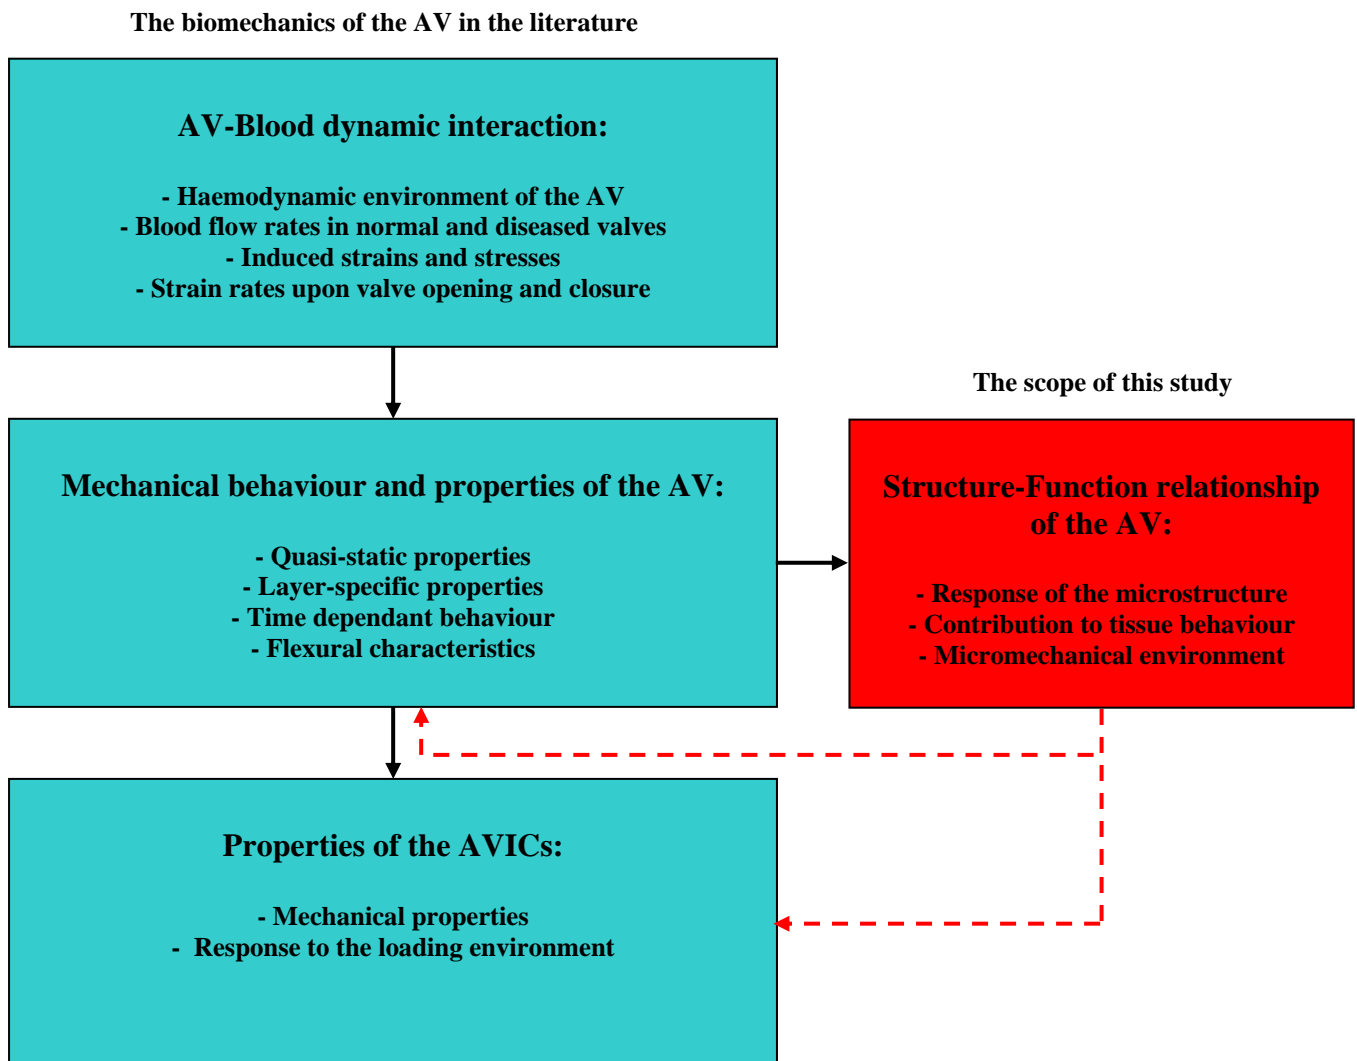 The biomechanics of the AV in the literature
AV-Blood dynamic interaction:
- Haemodynamic environment of the AV
- Blood flow rates in normal and diseased valves
- Induced strains and stresses
- Strain rates upon valve opening and closure
The scope of this study
Mechanical behaviour and properties of the AV:
- Quasi-static properties
- Layer-specific properties
- Time dependant behaviour
- Flexural characteristics
Structure-Function relationship
of the AV:
- Response of the microstructure
- Contribution to tissue behaviour
- Micromechanical environment
Properties of the AVICs:
- Mechanical properties
- Response to the loading environment